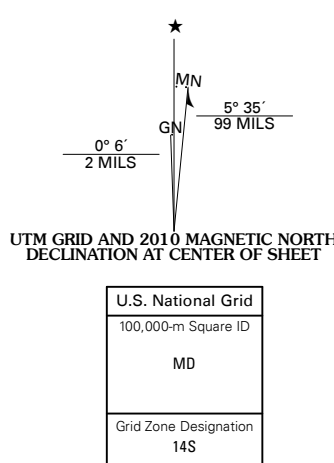 ★
MN
5° 35´
99 MILS
GN
0° 6´
2 MILS
UTM GRID AND 2010 MAGNETIC NORTH
DECLINATION AT CENTER OF SHEET
U.S. National Grid
100,000-m Square ID
MD
Grid Zone Designation
14S